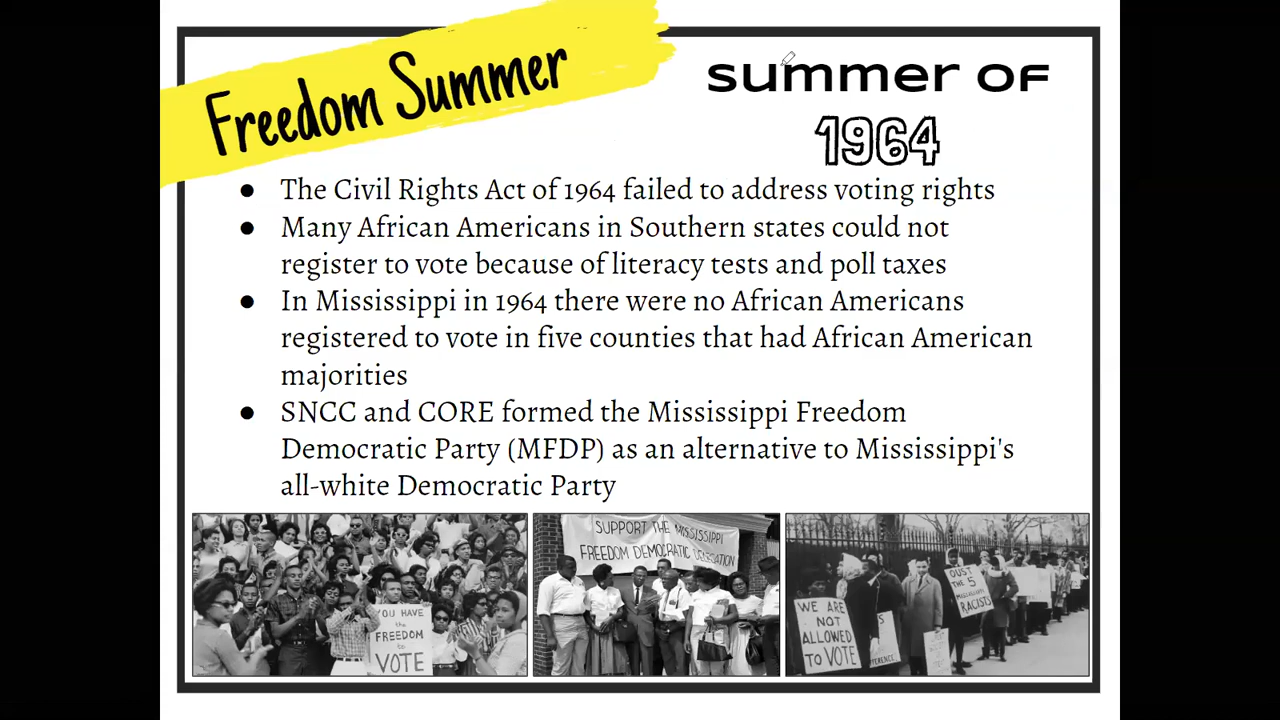 Freedom Summer
summer of
1964
● The Civil Rights Act of 1964 failed to address voting rights
● Many African Americans in Southern states could not
register to vote because of literacy tests and poll taxes
● In Mississippi in 1964 there were no African Americans
registered to vote in five counties that had African American
majorities
● SNCC and CORE formed the Mississippi Freedom
Democratic Party (MFDP) as an alternative to Mississippi's
all-white Democratic Party
YOU HAVE
the
FREEDOM
to
VOTE
SUPPORT THE MISSISSIPPI
FREEDOM DEMOCRATIC DELEGATION
WE ARE
NOT
ALLOWED
TO VOTE
OUST
THE 5
MISSISSIPPI
RACISTS